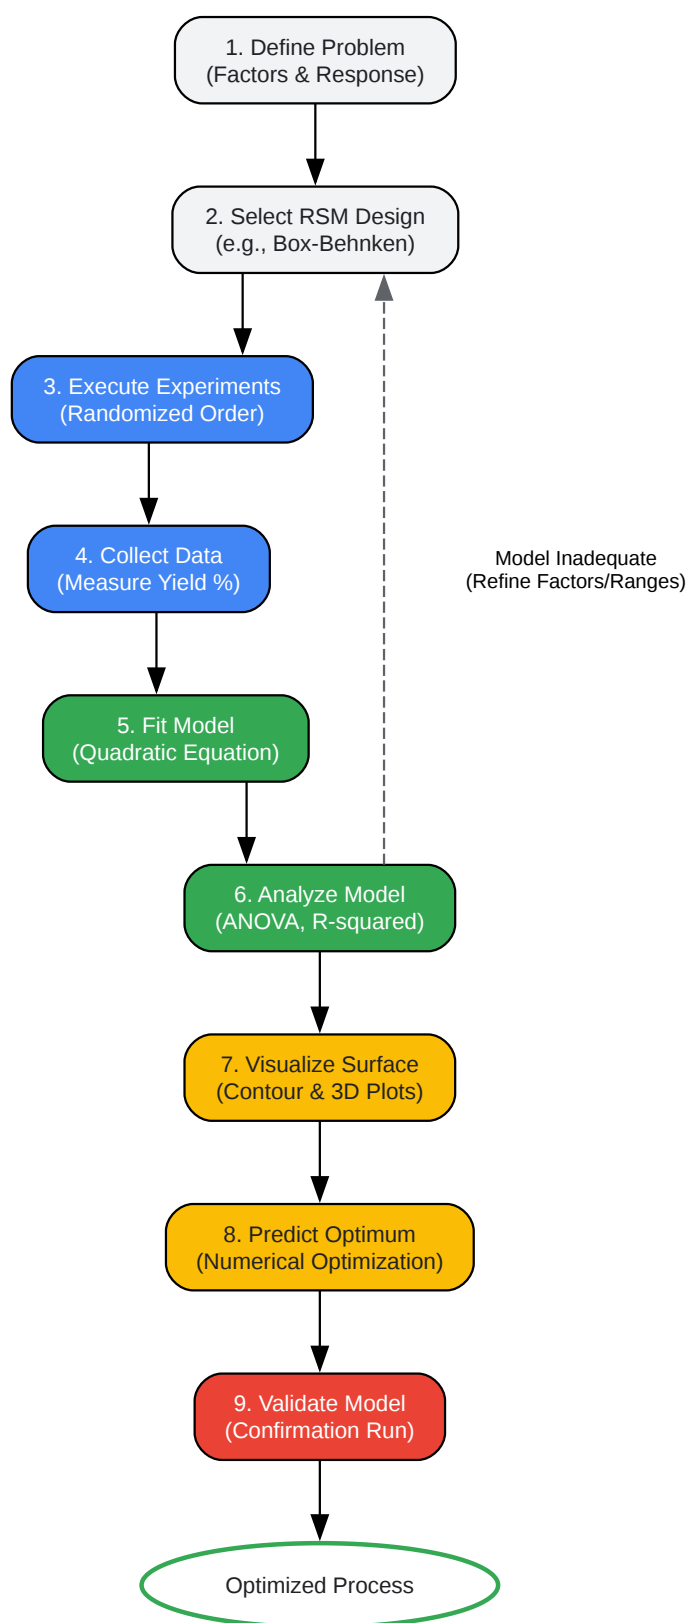 1. Define Problem
(Factors & Response)
2. Select RSM Design
(e.g., Box-Behnken)
3. Execute Experiments
(Randomized Order)
4. Collect Data
(Measure Yield %)
Model Inadequate
(Refine Factors/Ranges)
5. Fit Model
(Quadratic Equation)
6. Analyze Model
(ANOVA, R-squared)
7. Visualize Surface
(Contour & 3D Plots)
8. Predict Optimum
(Numerical Optimization)
9. Validate Model
(Confirmation Run)
Optimized Process